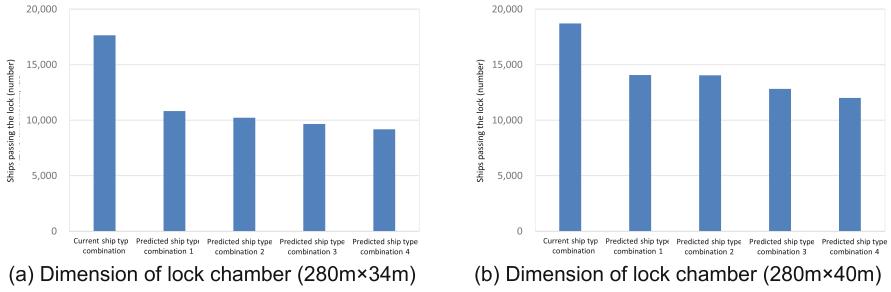 20,000
15,000
10,000
5,000
0
Ships passing the lock (number)
Current ship typ
combination
Predicted ship type
combination 1
Predicted ship type
combination 2
Predicted ship type
combination 3
Predicted ship type
combination 4
(a) Dimension of lock chamber (280m×34m)
20,000
15,000
10,000
5,000
0
Ships passing the lock (number)
Current ship typ
combination
Predicted ship type
combination 1
Predicted ship type
combination 2
Predicted ship type
combination 3
Predicted ship type
combination 4
(b) Dimension of lock chamber (280m×40m)